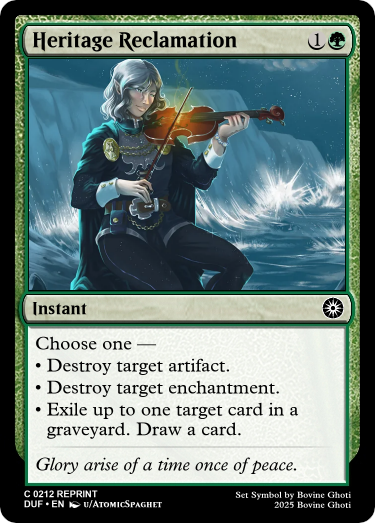 Heritage Reclamation 1
Instant
Choose one —
• Destroy target artifact.
• Destroy target enchantment.
• Exile up to one target card in a
graveyard. Draw a card.
Glory arise of a time once of peace.
C 0212 REPRINT
DUF • EN u/AtomicSpaghet
Set Symbol by Bovine Ghoti
2025 Bovine Ghoti